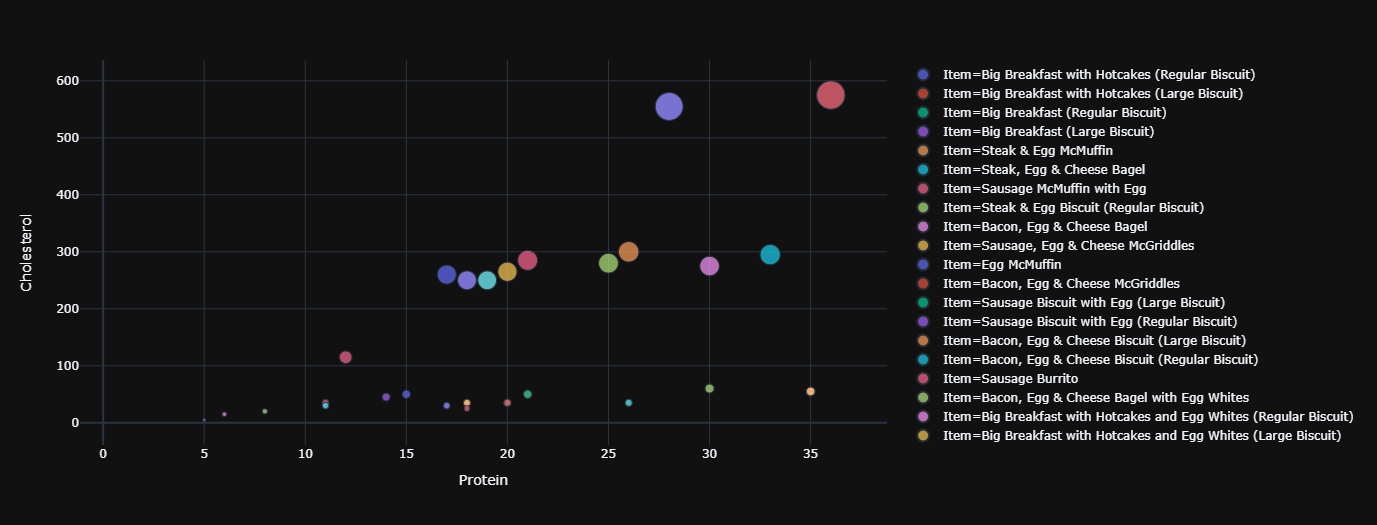 600
500
400
300
200
100
0
Cholesterol
0 5 10 15 20 25 30 35
Protein
Item=Big Breakfast with Hotcakes (Regular Biscuit)
Item=Big Breakfast with Hotcakes (Large Biscuit)
Item=Big Breakfast (Regular Biscuit)
Item=Big Breakfast (Large Biscuit)
Item=Steak & Egg McMuffin
Item=Steak, Egg & Cheese Bagel
Item=Sausage McMuffin with Egg
Item=Steak & Egg Biscuit (Regular Biscuit)
Item=Bacon, Egg & Cheese Bagel
Item=Sausage, Egg & Cheese McGriddles
Item=Egg McMuffin
Item=Bacon, Egg & Cheese McGriddles
Item=Sausage Biscuit with Egg (Large Biscuit)
Item=Sausage Biscuit with Egg (Regular Biscuit)
Item=Bacon, Egg & Cheese Biscuit (Large Biscuit)
Item=Bacon, Egg & Cheese Biscuit (Regular Biscuit)
Item=Sausage Burrito
Item=Bacon, Egg & Cheese Bagel with Egg Whites
Item=Big Breakfast with Hotcakes and Egg Whites (Regular Biscuit)
Item=Big Breakfast with Hotcakes and Egg Whites (Large Biscuit)